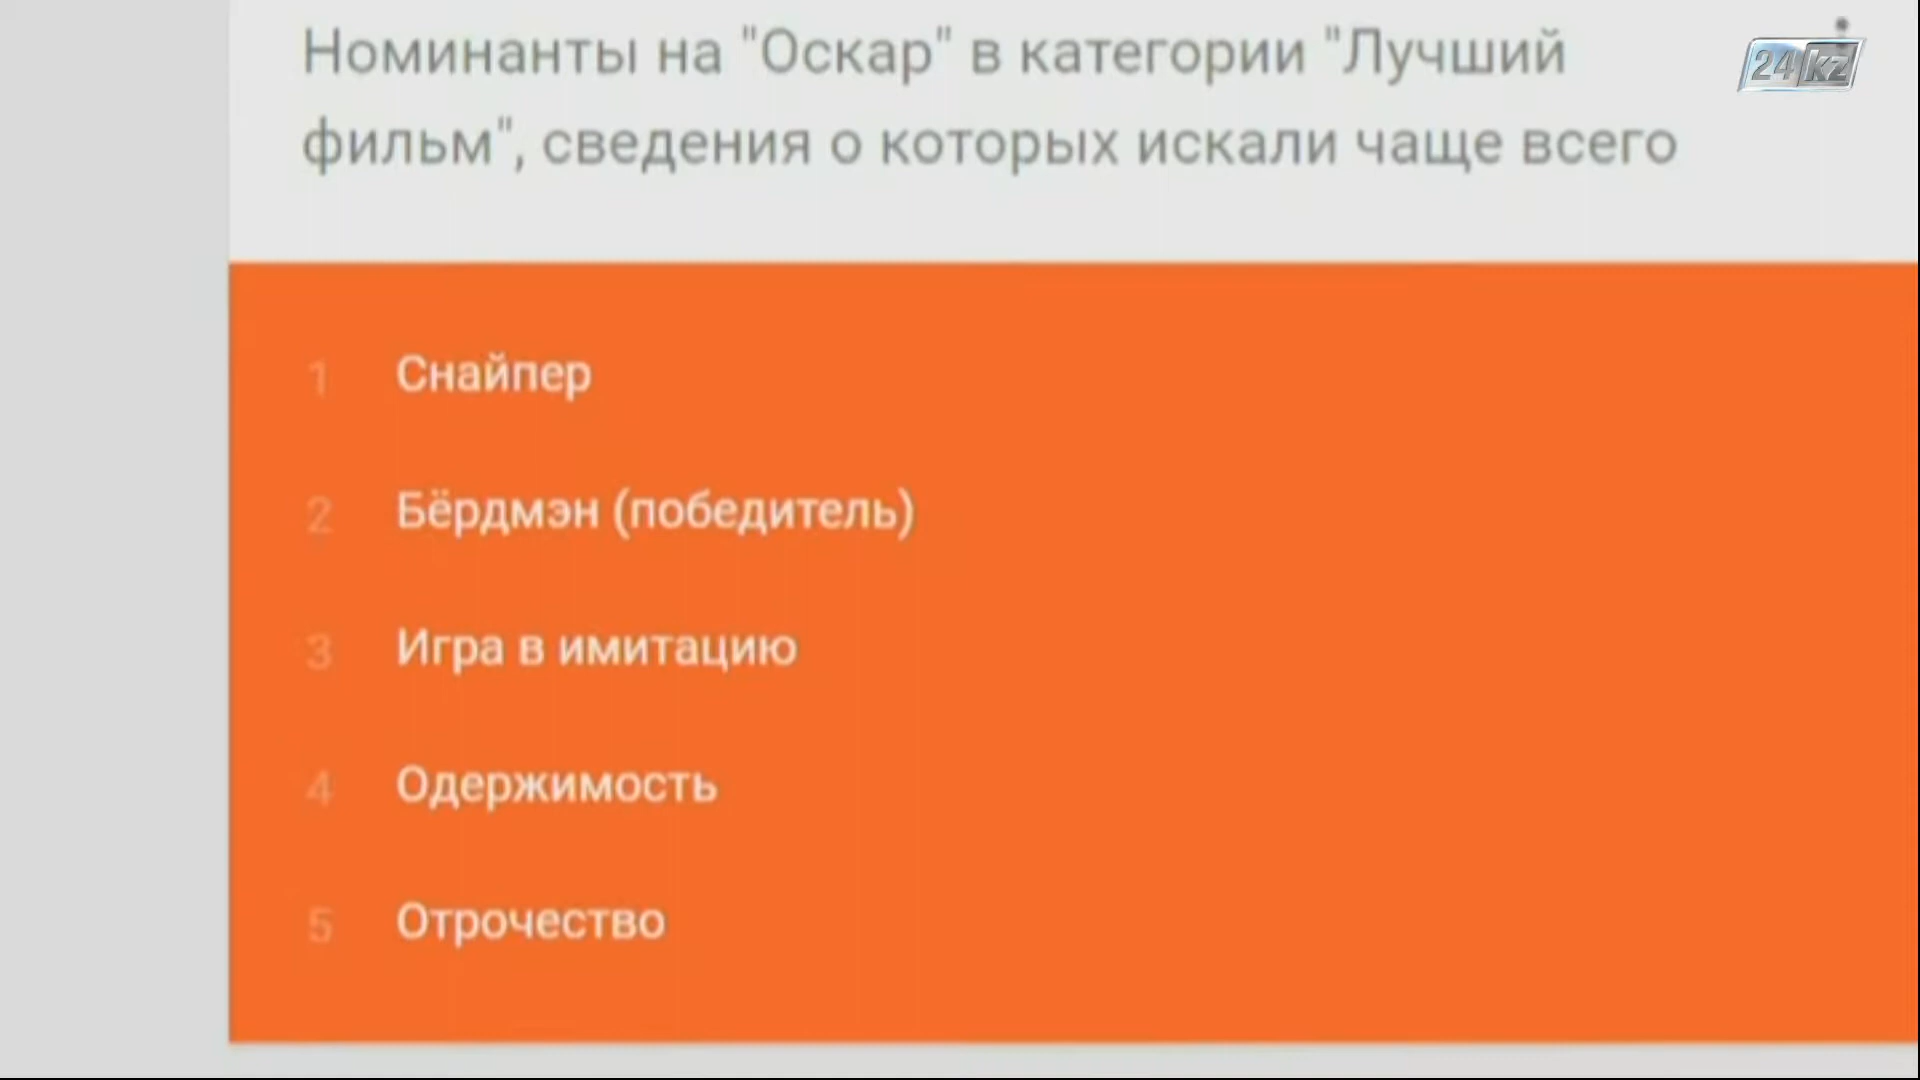 Номинанты на "Оскар" в категории "Лучший
фильм", сведения о которых искали чаще всего
24 kz
1 Снайпер
2 Бёрдмэн (победитель)
3 Игра в имитацию
4 Одержимость
5 Отрочество